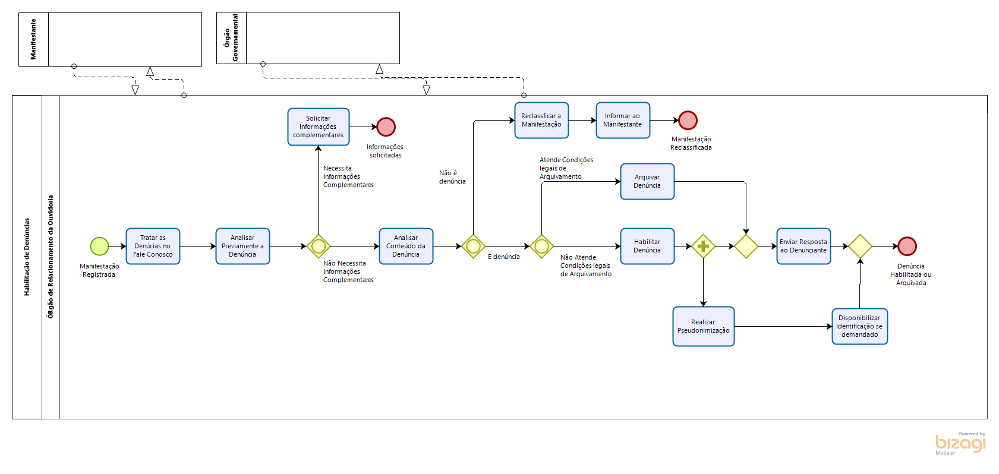 Manifestante
Órgão
Governamental
Habilitação de Denúncias
ÓRgão de Relacionamento da Ouvidoria
Manifestação
Registrada
Tratar as
Denúcias no
Fale Conosco
Analisar
Previamente a
Denúncia
Solicitar
Informações
complementares
Informações
solicitadas
Necessita
Informações
Complementares
Não Necessita
Informações
Complementares
Analisar
Conteúdo da
Denúncia
Não é
denúncia
Reclassficar a
Manifestação
Informar ao
Manifestante
Manifestação
Reclassificada
É denúncia
Atende Condições
legais de
Arquivamento
Arquivar
Denúncia
Não Atende
Condições legais
de Arquivamento
Habilitar
Denúncia
Realizar
Pseudonimização
Enviar Resposta
ao Denunciante
Disponibilizar
Identificação se
demandado
Denúncia
Habilitada ou
Arquivada
Powered by
bizagi
Modeler